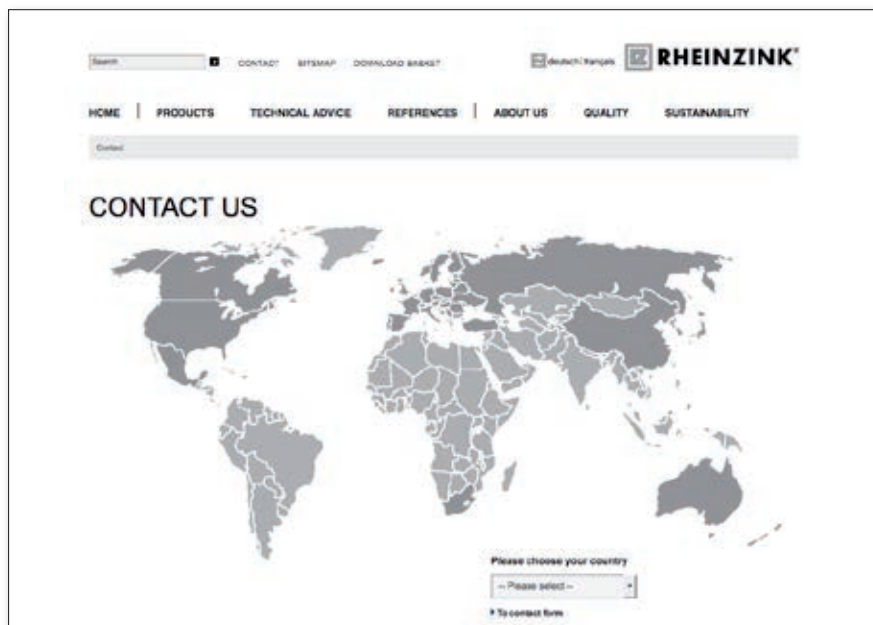 Search CONTACT SITEMAP DOWNLOAD BASKET deutsch français RHEINZINK®
HOME PRODUCTS TECHNICAL ADVICE REFERENCES ABOUT US QUALITY SUSTAINABILITY
Contact
CONTACT US
Please choose your country
-- Please select --
To contact form